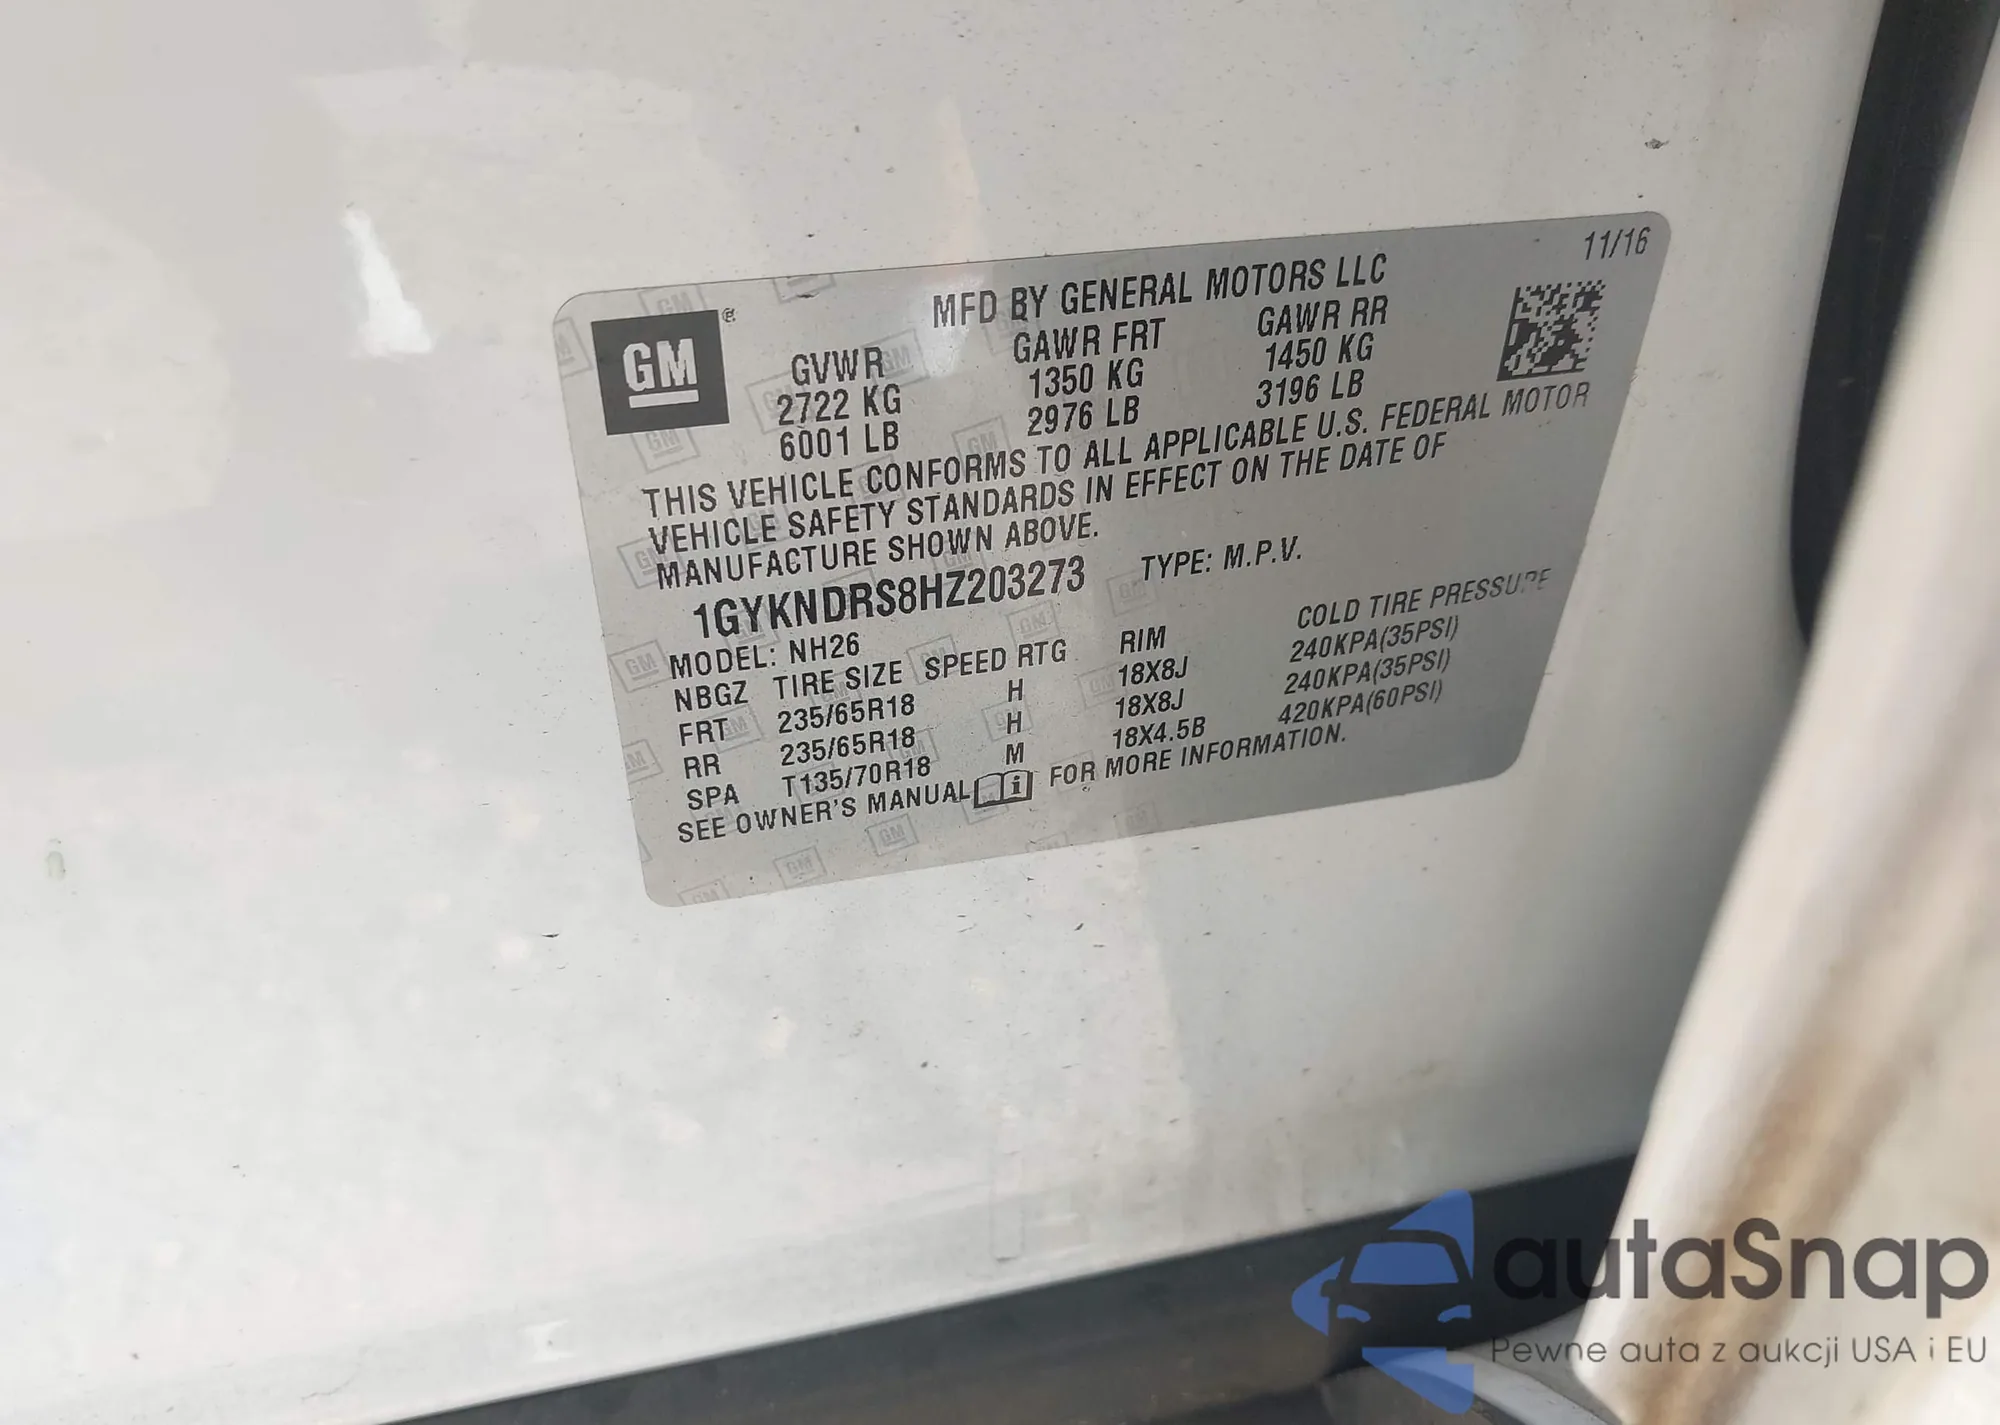 11/16
MFD BY GENERAL MOTORS LLC
GM
GVWR GAWR FRT GAWR RR
2722 KG 1350 KG 1450 KG
6001 LB 2976 LB 3196 LB
THIS VEHICLE CONFORMS TO ALL APPLICABLE U.S. FEDERAL MOTOR
VEHICLE SAFETY STANDARDS IN EFFECT ON THE DATE OF
MANUFACTURE SHOWN ABOVE.
1GYKNDRS8HZ203273 TYPE: M.P.V.
MODEL: NH26
NBGZ TIRE SIZE SPEED RTG RIM COLD TIRE PRESSURE
FRT 235/65R18 H 18X8J 240KPA(35PSI)
RR 235/65R18 H 18X8J 240KPA(35PSI)
SPA T135/70R18 M 18X4.5B 420KPA(60PSI)
SEE OWNER'S MANUAL i FOR MORE INFORMATION.
autaSnap
Pewne auta z aukcji USA i EU